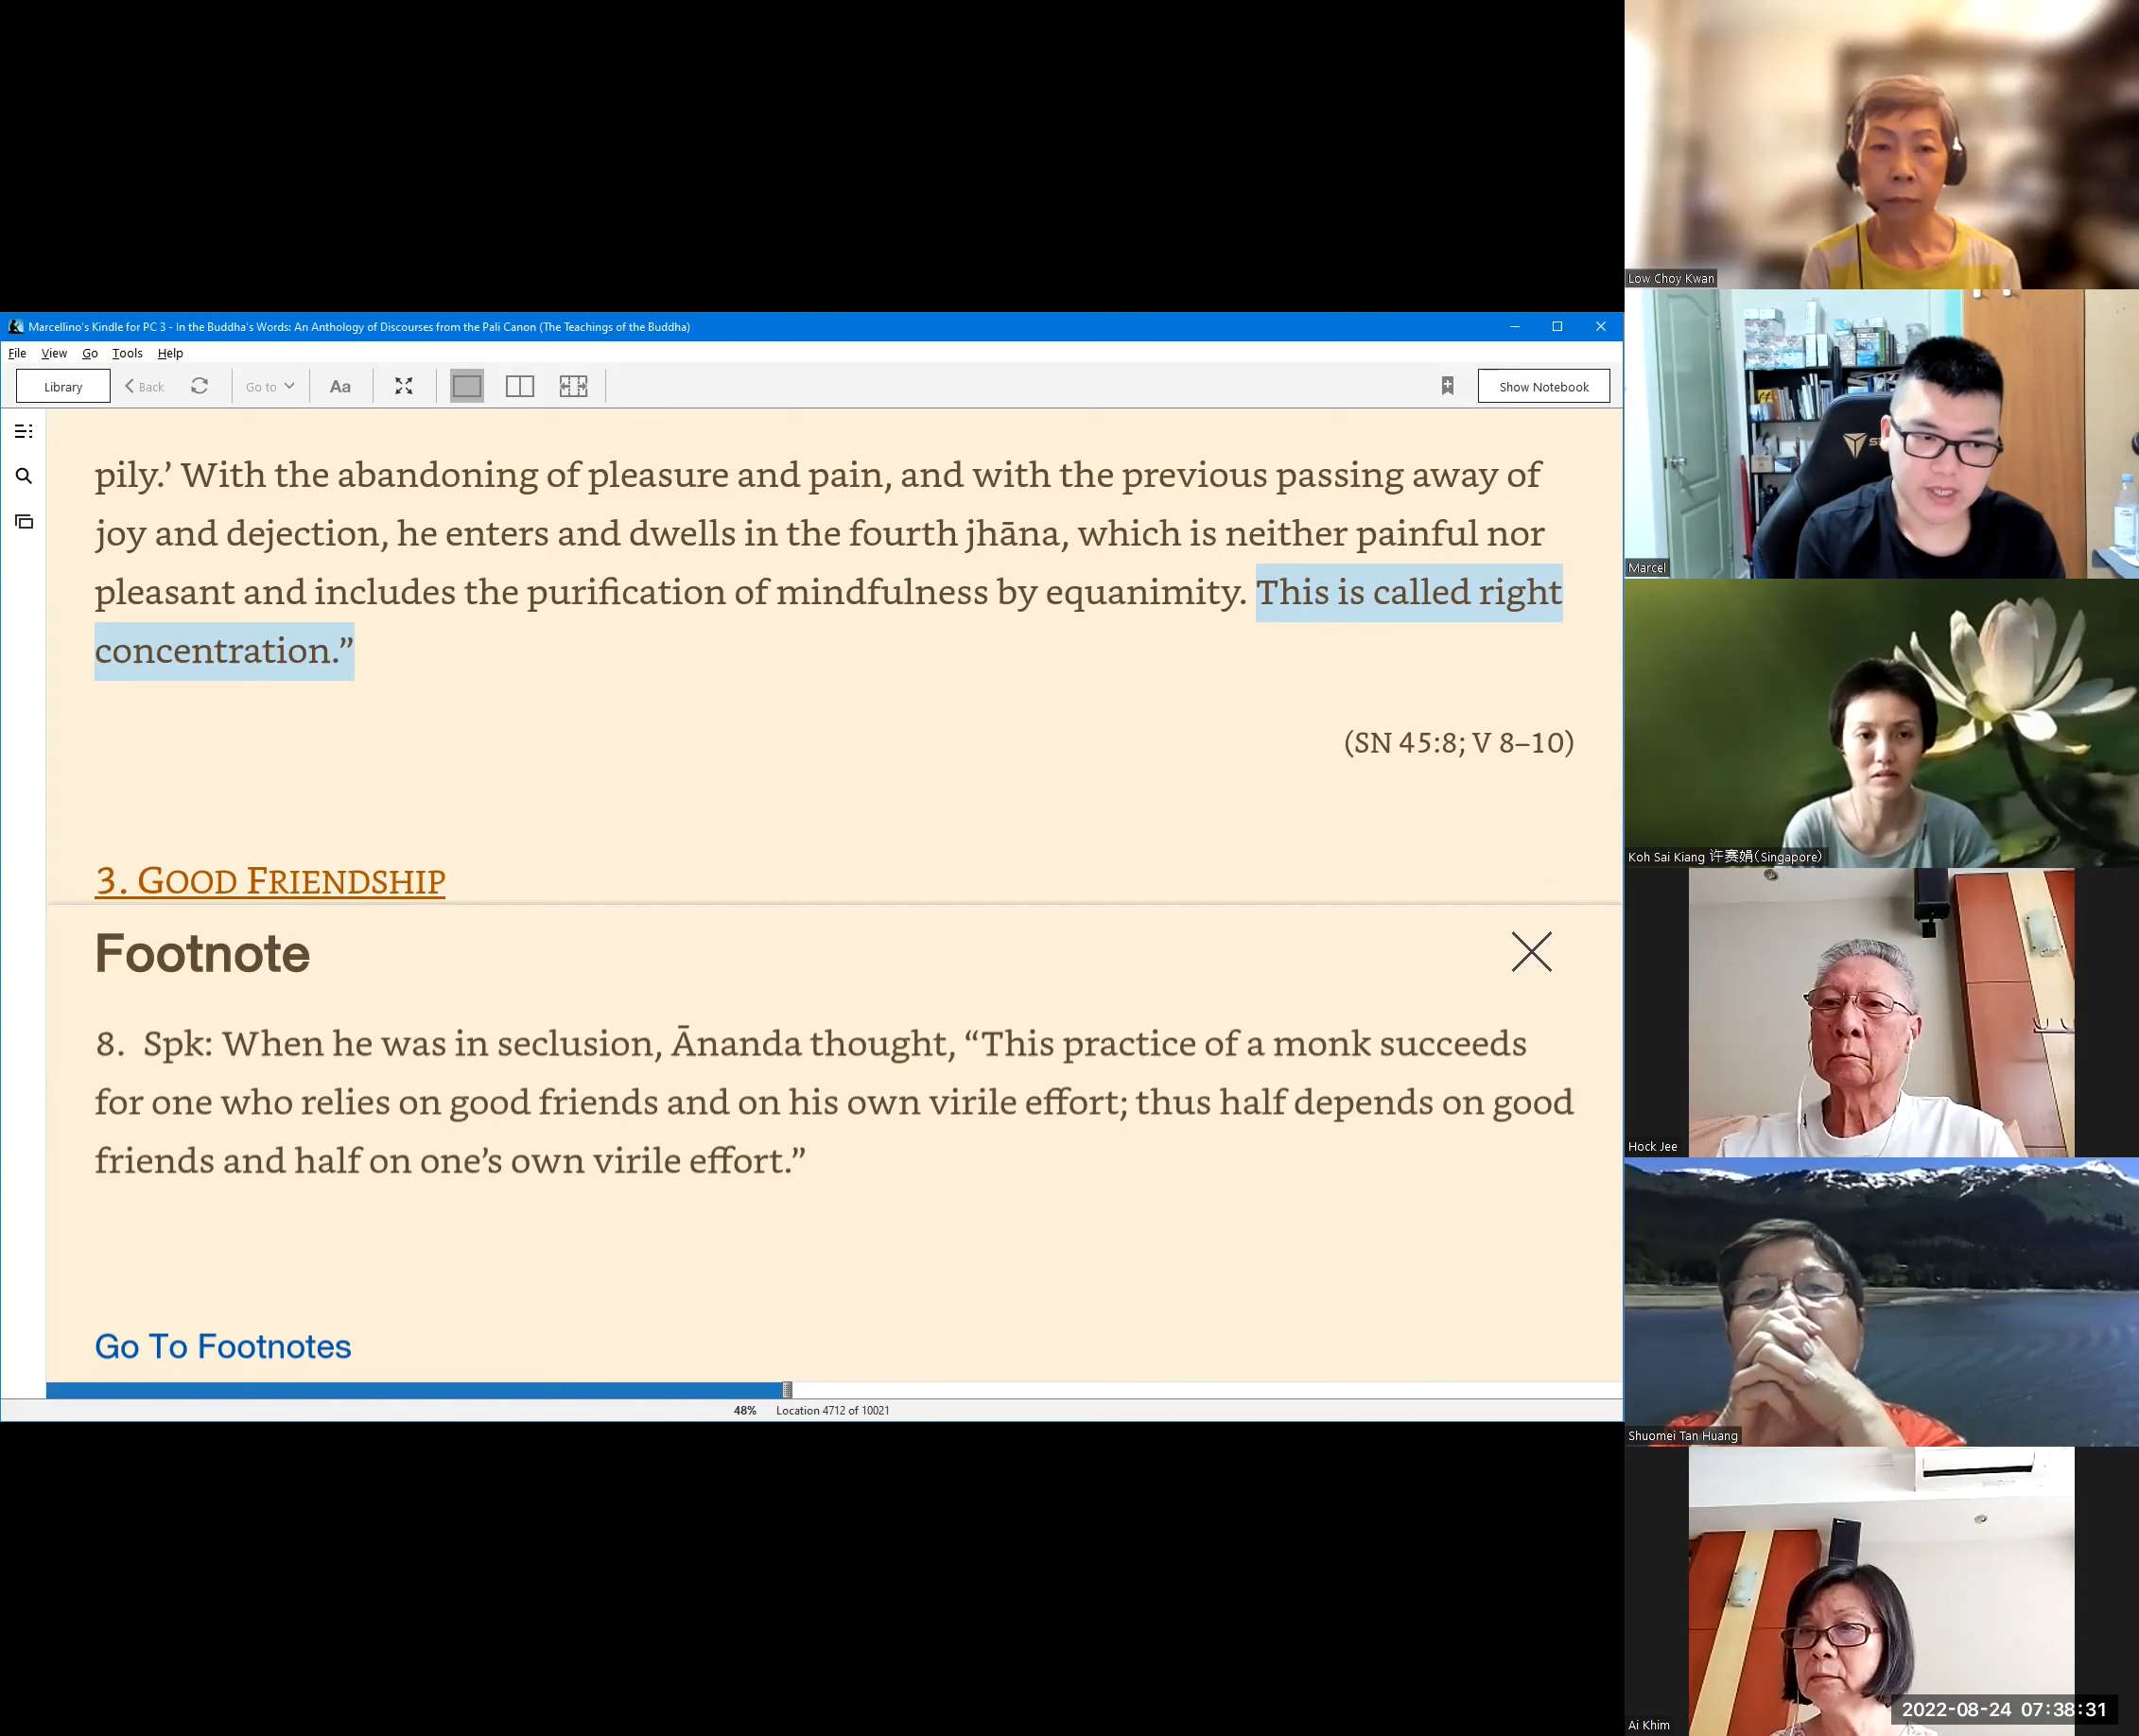 Marcellino's Kindle for PC 3 - In the Buddha's Words: An Anthology of Discourses from the Pali Canon (The Teachings of the Buddha)
File View Go Tools Help
Library Back Go to Aa Show Notebook
pily.’ With the abandoning of pleasure and pain, and with the previous passing away of
joy and dejection, he enters and dwells in the fourth jhāna, which is neither painful nor
pleasant and includes the purification of mindfulness by equanimity. This is called right
concentration.”
(SN 45:8; V 8–10)
3. GOOD FRIENDSHIP
Footnote
8. Spk: When he was in seclusion, Ānanda thought, “This practice of a monk succeeds
for one who relies on good friends and on his own virile effort; thus half depends on good
friends and half on one’s own virile effort.”
Go To Footnotes
48% Location 4712 of 10021
Low Choy Kwan
Marcel
Koh Sai Kiang 许赛娟(Singapore)
Hock Jee
Shuomei Tan Huang
Ai Khim
2022-08-24 07:38:31